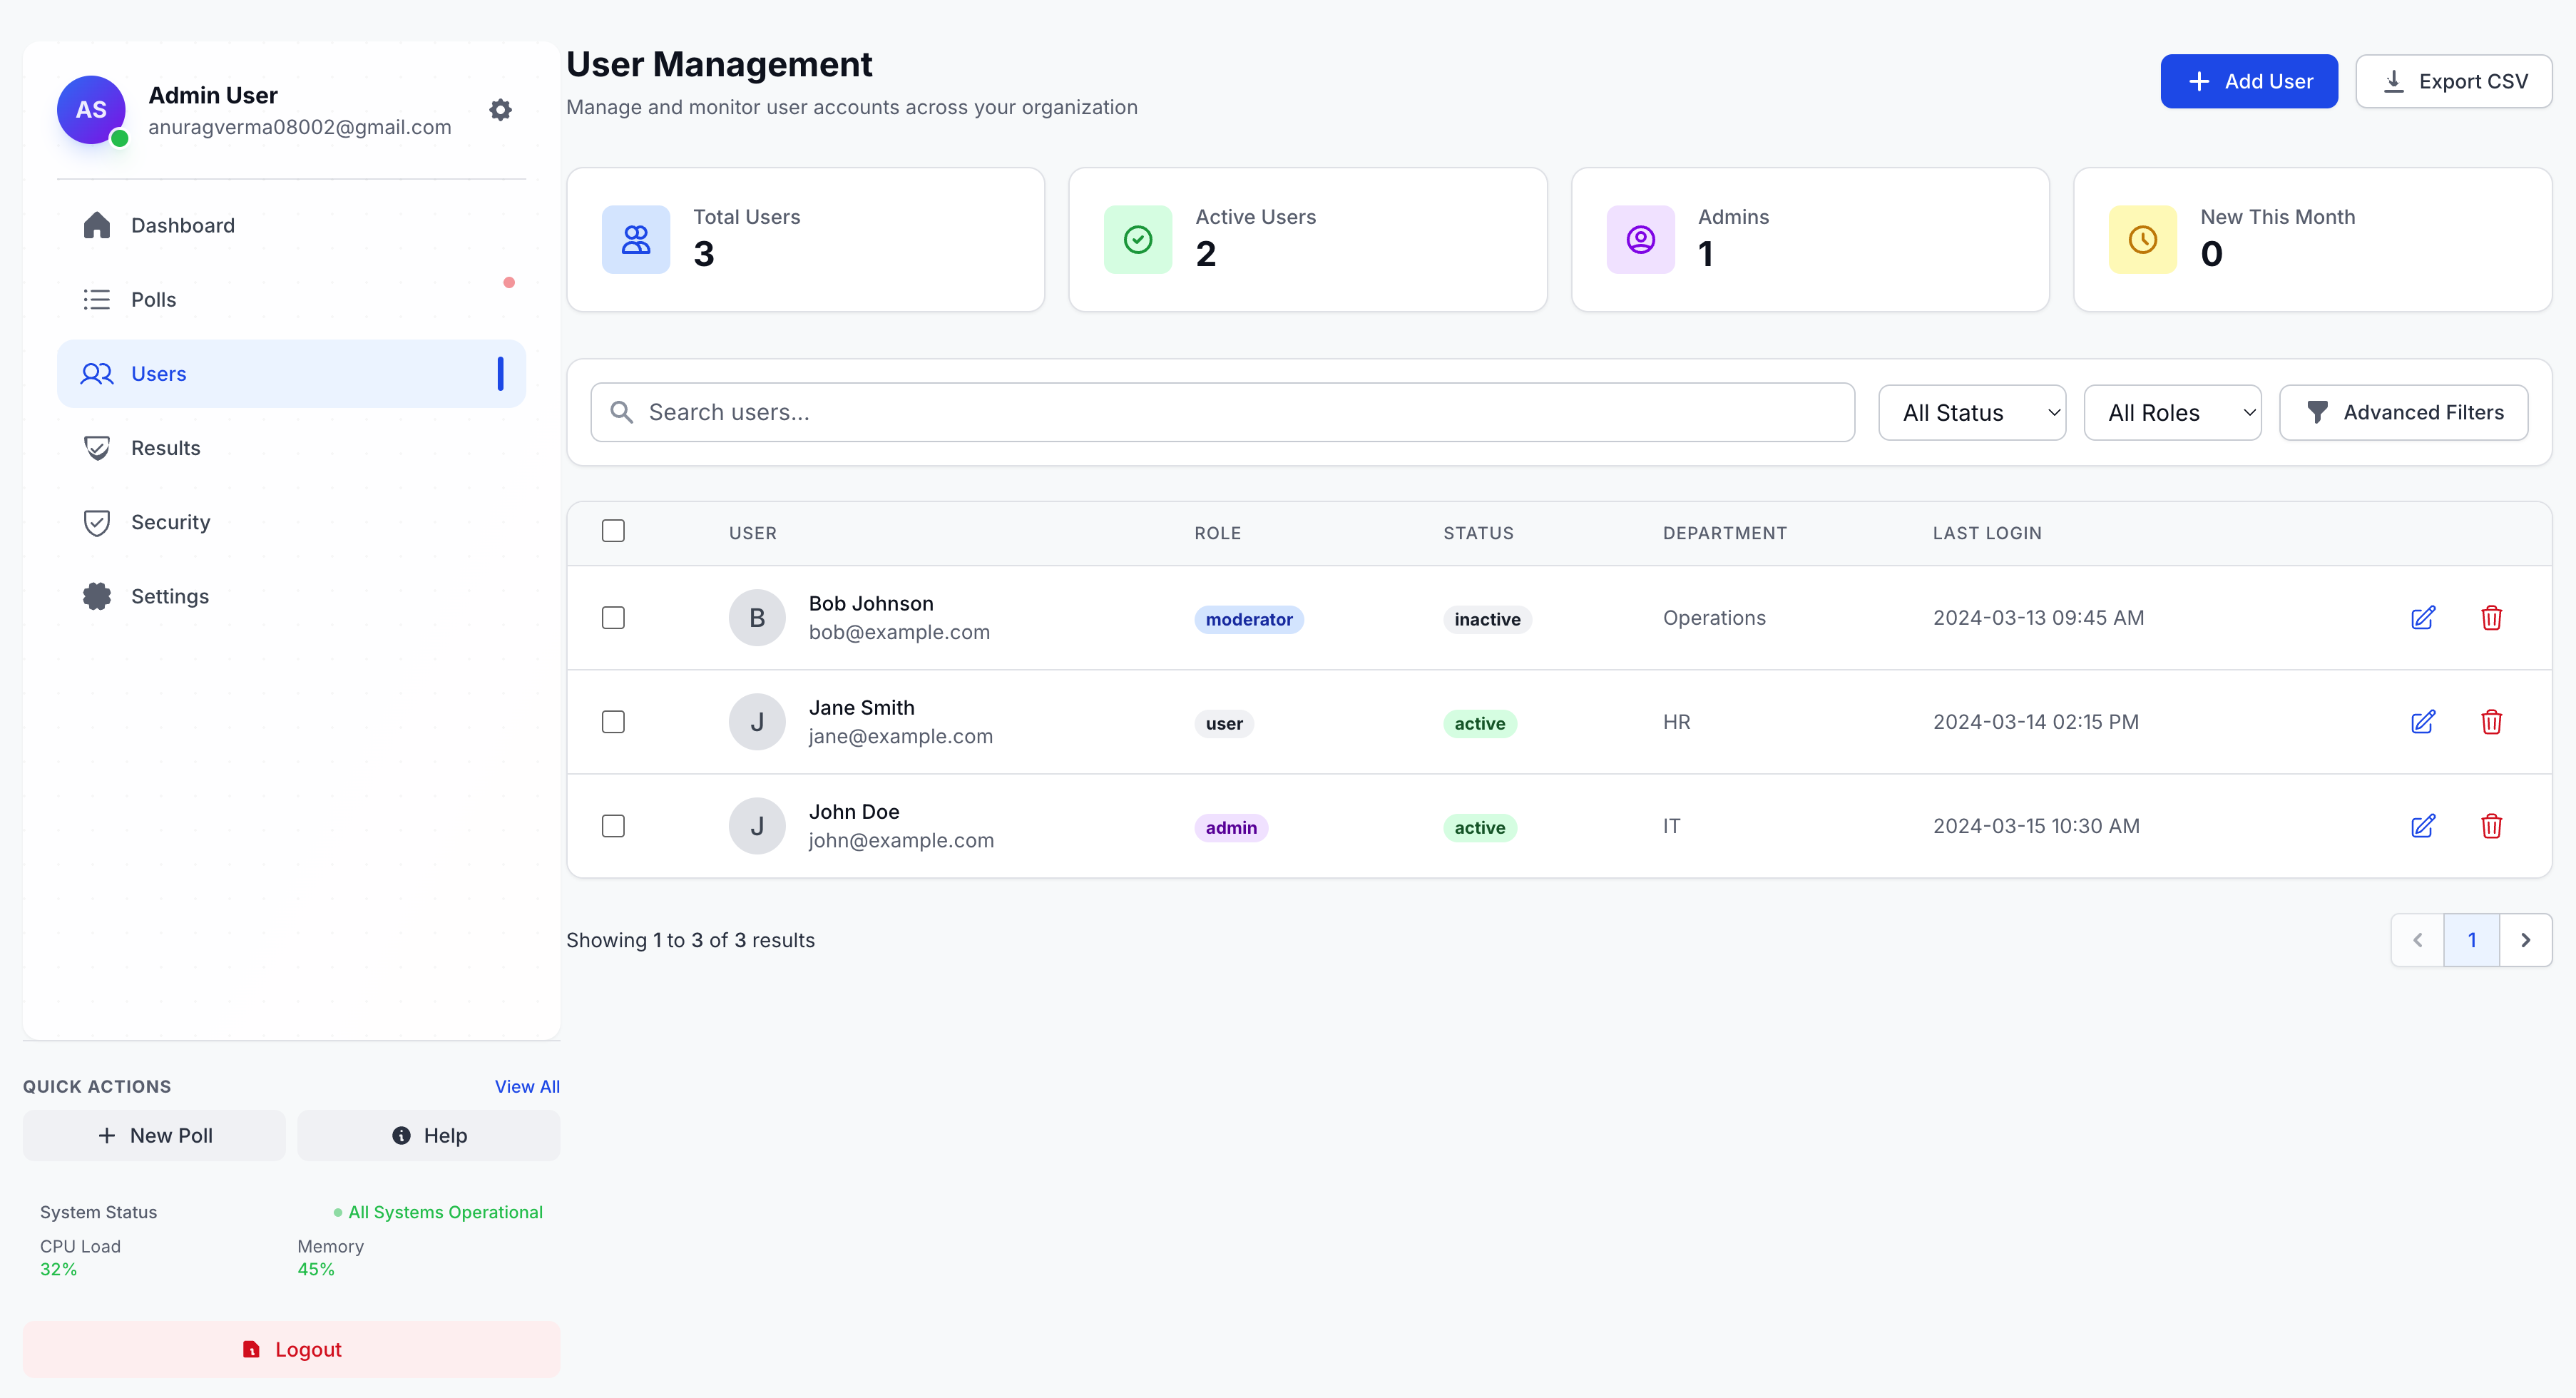 AS
Admin User
anuragverma08002@gmail.com
Dashboard
Polls
Users
Results
Security
Settings
QUICK ACTIONS
View All
New Poll
Help
System Status
All Systems Operational
CPU Load
Memory
32%
45%
Logout
User Management
Manage and monitor user accounts across your organization
Add User
Export CSV
Total Users
3
Active Users
2
Admins
1
New This Month
0
Search users...
All Status
All Roles
Advanced Filters
USER ROLE STATUS DEPARTMENT LAST LOGIN
B
Bob Johnson
bob@example.com
moderator
inactive
Operations
2024-03-13 09:45 AM
J
Jane Smith
jane@example.com
user
active
HR
2024-03-14 02:15 PM
J
John Doe
john@example.com
admin
active
IT
2024-03-15 10:30 AM
Showing 1 to 3 of 3 results
1